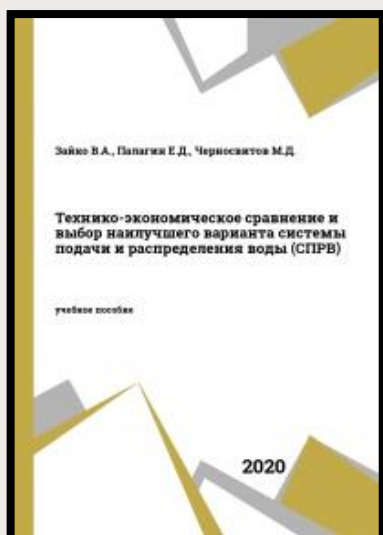 Зайко В.А., Папагин Е.Д., Черносвитов М.Д.
Технико-экономическое сравнение и
выбор наилучшего варианта системы
подачи и распределения воды (СПРВ)
учебное пособие
2020